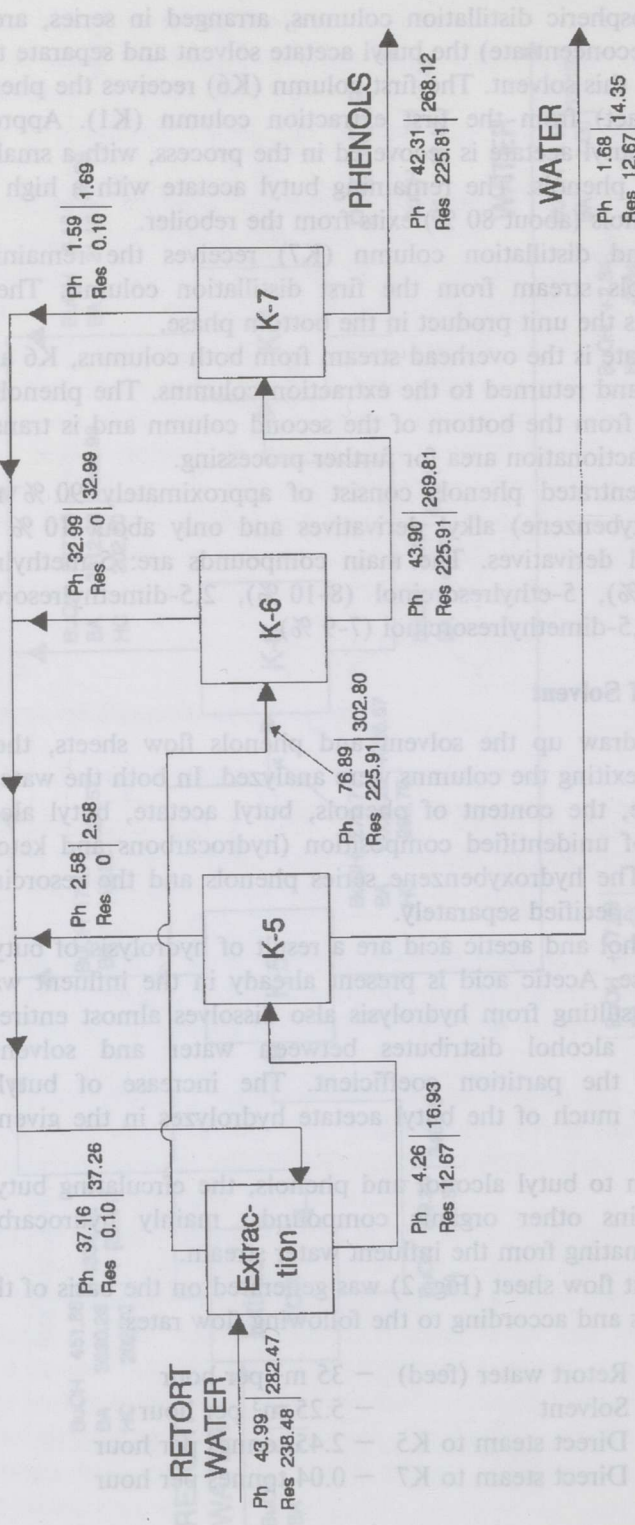 Ph 37.16 37.26
Res 0.10
Ph 2.58 2.58
Res 0
Ph 32.99 32.99
Res 0
Ph 1.59 1.69
Res 0.10
RETORT
WATER
Ph 43.99 282.47
Res 238.48
Extrac-
tion
K-5
K-6
K-7
Ph 76.89 302.80
Res 225.91
Ph 4.26 16.93
Res 12.67
Ph 43.90 269.81
Res 225.91
PHENOLS
Ph 42.31 268.12
Res 225.81
WATER
Ph 1.68 14.35
Res 12.67